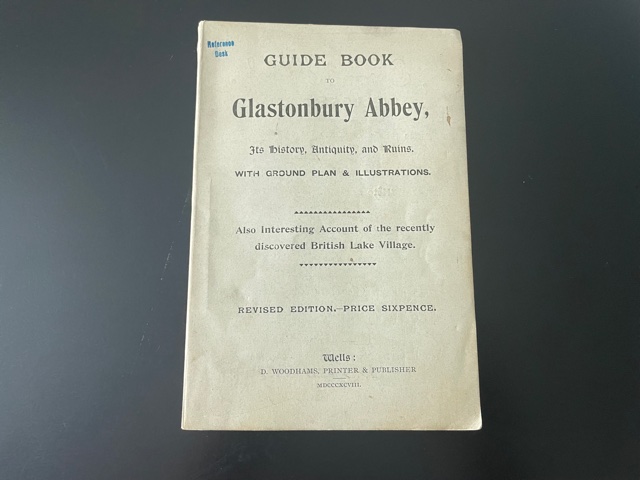 Reference
Desk
GUIDE BOOK
TO
Glastonbury Abbey,
Its History, Antiquity, and Ruins.
WITH GROUND PLAN & ILLUSTRATIONS.
Also Interesting Account of the recently
discovered British Lake Village.
REVISED EDITION.—PRICE SIXPENCE.
Wells:
D. WOODHAMS, PRINTER & PUBLISHER
MDCCCXCVIII.